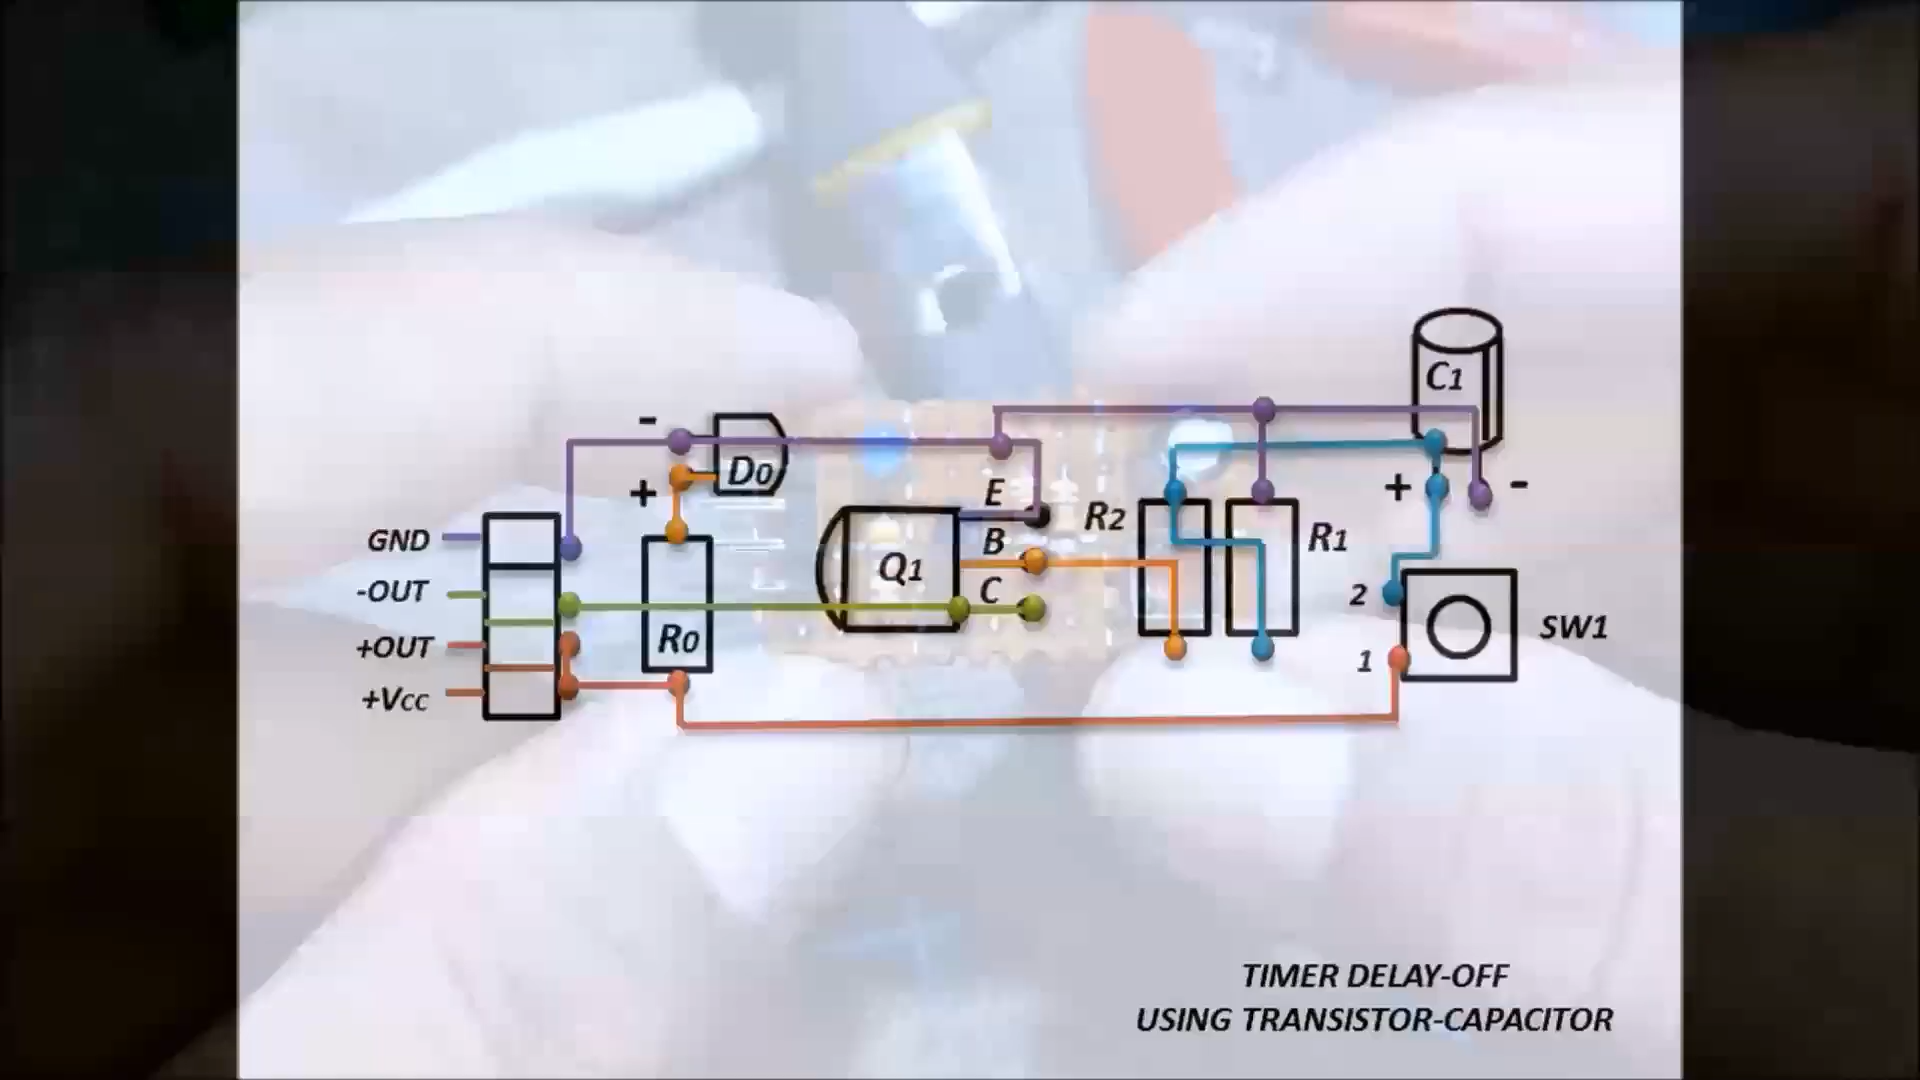 C1
-
D0
+
E
R2
+
-
GND
B
Q1
R1
-OUT
C
2
+OUT
R0
SW1
1
+VCC
TIMER DELAY-OFF
USING TRANSISTOR-CAPACITOR